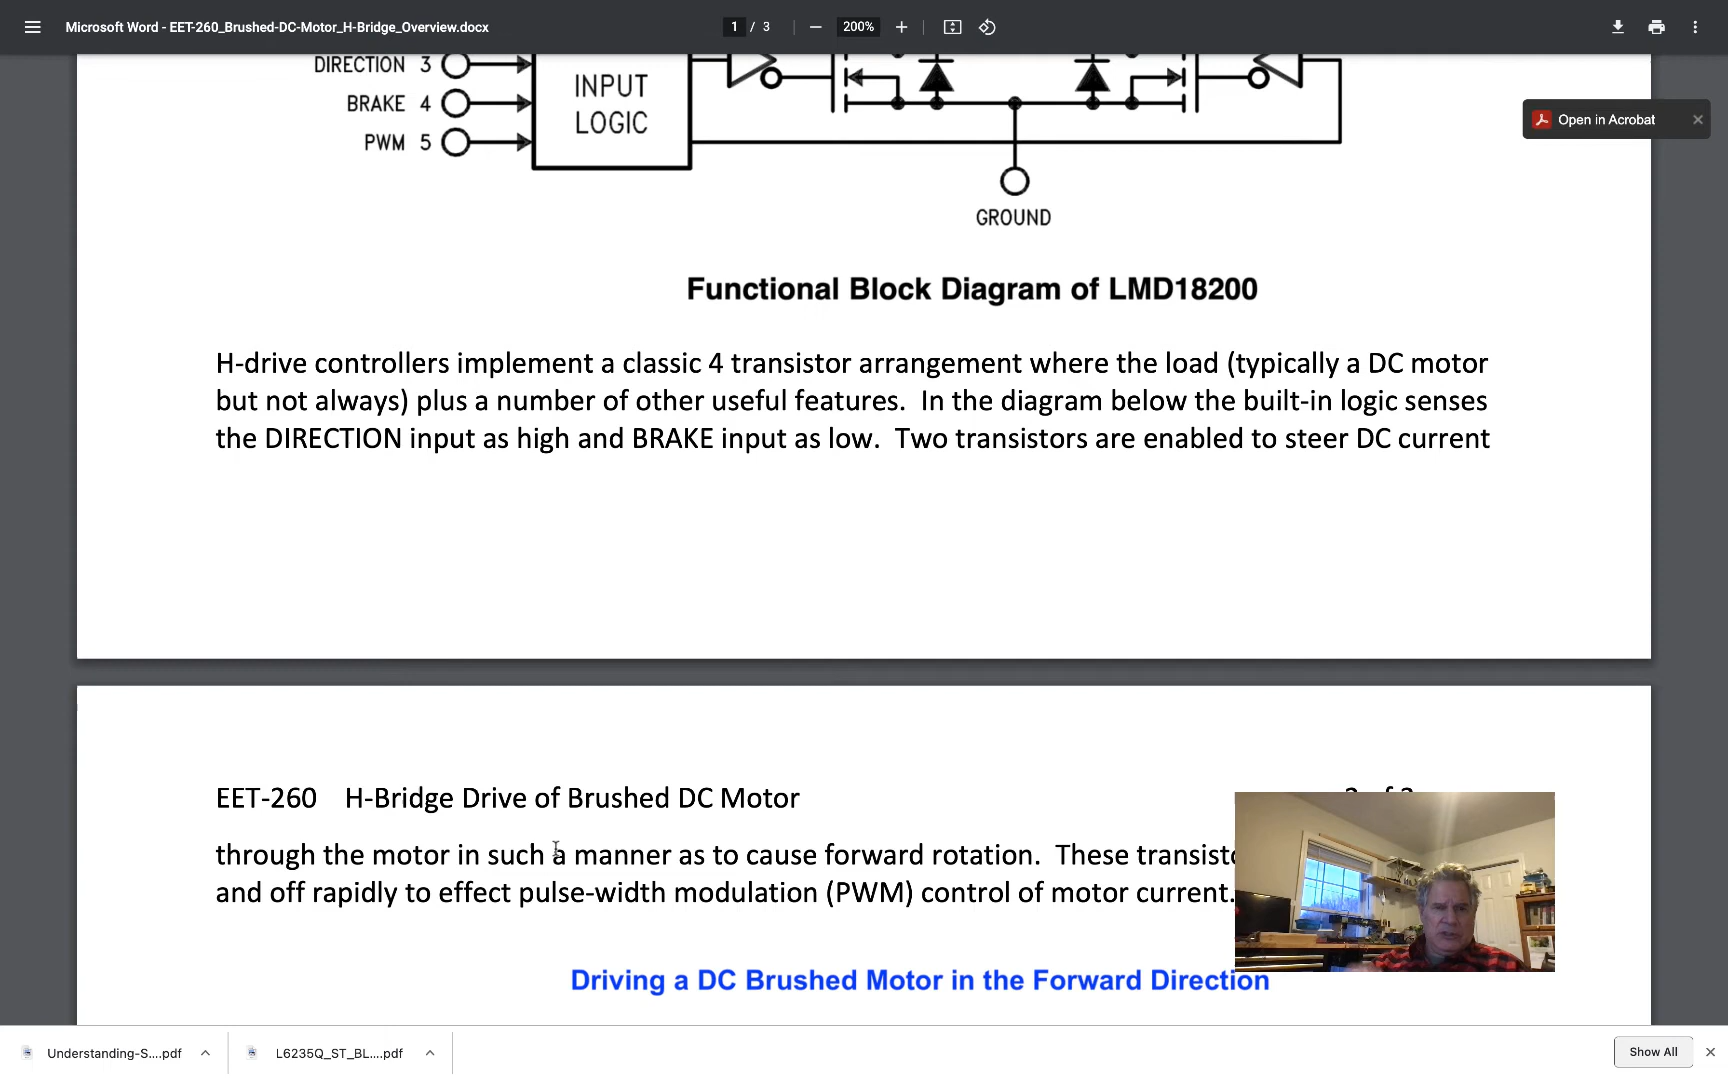 Microsoft Word - EET-260_Brushed-DC-Motor_H-Bridge_Overview.docx
1 / 3
200%
DIRECTION 3
BRAKE 4
PWM 5
INPUT
LOGIC
GROUND
Open in Acrobat
Functional Block Diagram of LMD18200
H-drive controllers implement a classic 4 transistor arrangement where the load (typically a DC motor
but not always) plus a number of other useful features.  In the diagram below the built-in logic senses
the DIRECTION input as high and BRAKE input as low.  Two transistors are enabled to steer DC current
EET-260    H-Bridge Drive of Brushed DC Motor
through the motor in such a manner as to cause forward rotation.  These
and off rapidly to effect pulse-width modulation (PWM) control of motor current.
Driving a DC Brushed Motor in the Forward Direction
Understanding-S....pdf
L6235Q_ST_BL....pdf
Show All